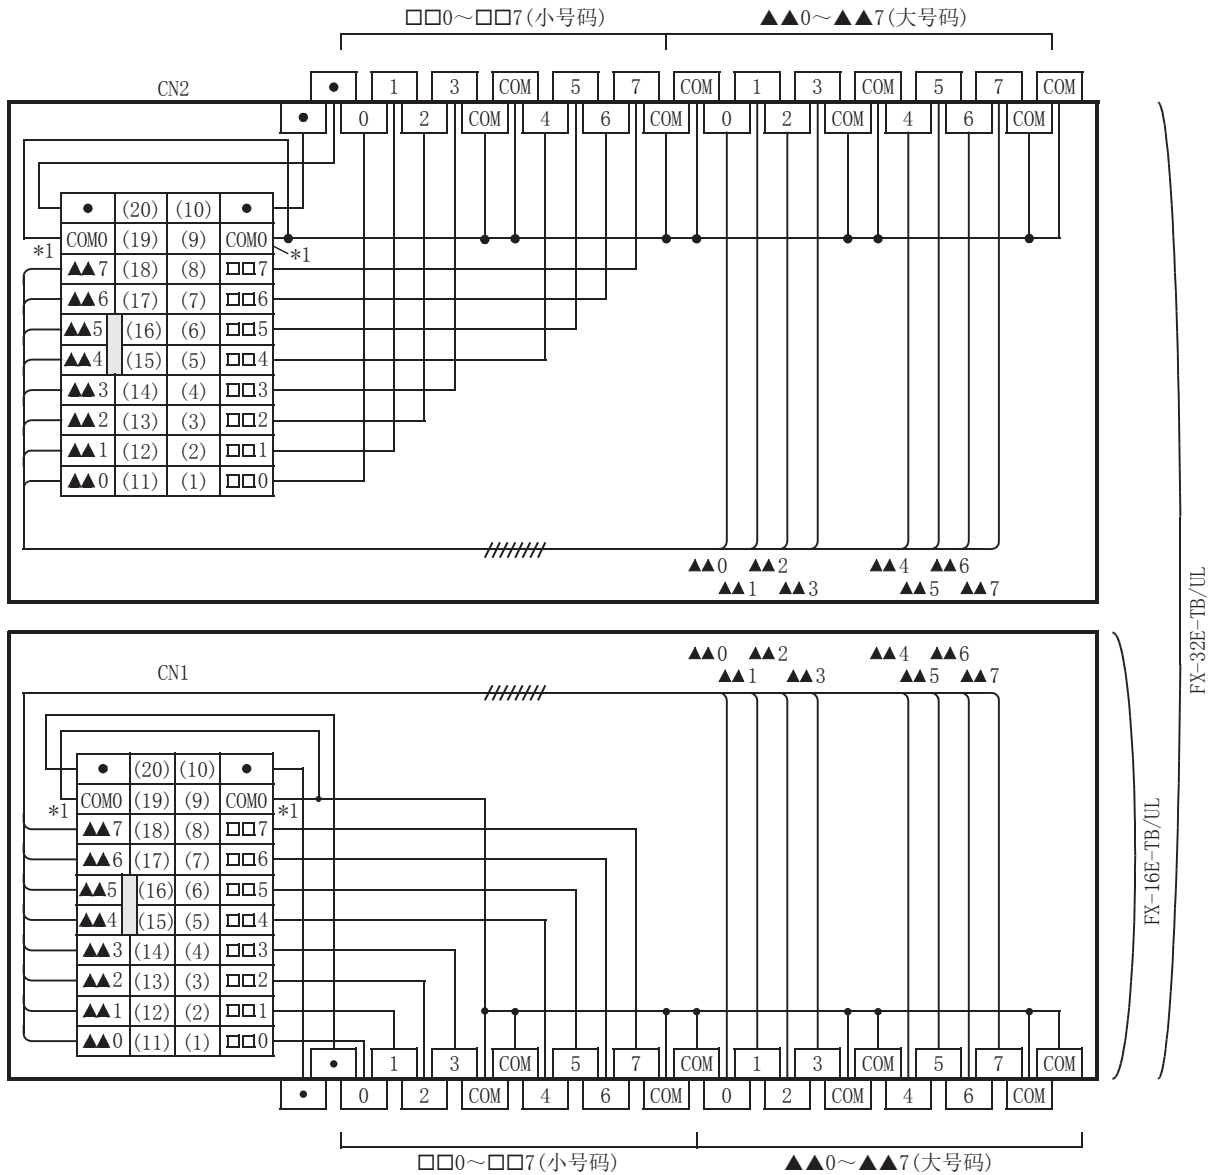 □□0～□□7(小号码) ▲▲0～▲▲7(大号码)
CN2
● 1 3 COM 5 7 COM 1 3 COM 5 7 COM
● 0 2 COM 4 6 COM 0 2 COM 4 6 COM
● (20) (10) ●
*1 COM0 (19) (9) COM0 *1
▲▲7 (18) (8) □□7
▲▲6 (17) (7) □□6
▲▲5 (16) (6) □□5
▲▲4 (15) (5) □□4
▲▲3 (14) (4) □□3
▲▲2 (13) (3) □□2
▲▲1 (12) (2) □□1
▲▲0 (11) (1) □□0
▲▲0 ▲▲2 ▲▲4 ▲▲6
▲▲1 ▲▲3 ▲▲5 ▲▲7
FX-32E-TB/UL
CN1
▲▲0 ▲▲2 ▲▲4 ▲▲6
▲▲1 ▲▲3 ▲▲5 ▲▲7
● (20) (10) ●
*1 COM0 (19) (9) COM0 *1
▲▲7 (18) (8) □□7
▲▲6 (17) (7) □□6
▲▲5 (16) (6) □□5
▲▲4 (15) (5) □□4
▲▲3 (14) (4) □□3
▲▲2 (13) (3) □□2
▲▲1 (12) (2) □□1
▲▲0 (11) (1) □□0
FX-16E-TB/UL
● 1 3 COM 5 7 COM 1 3 COM 5 7 COM
● 0 2 COM 4 6 COM 0 2 COM 4 6 COM
□□0～□□7(小号码) ▲▲0～▲▲7(大号码)